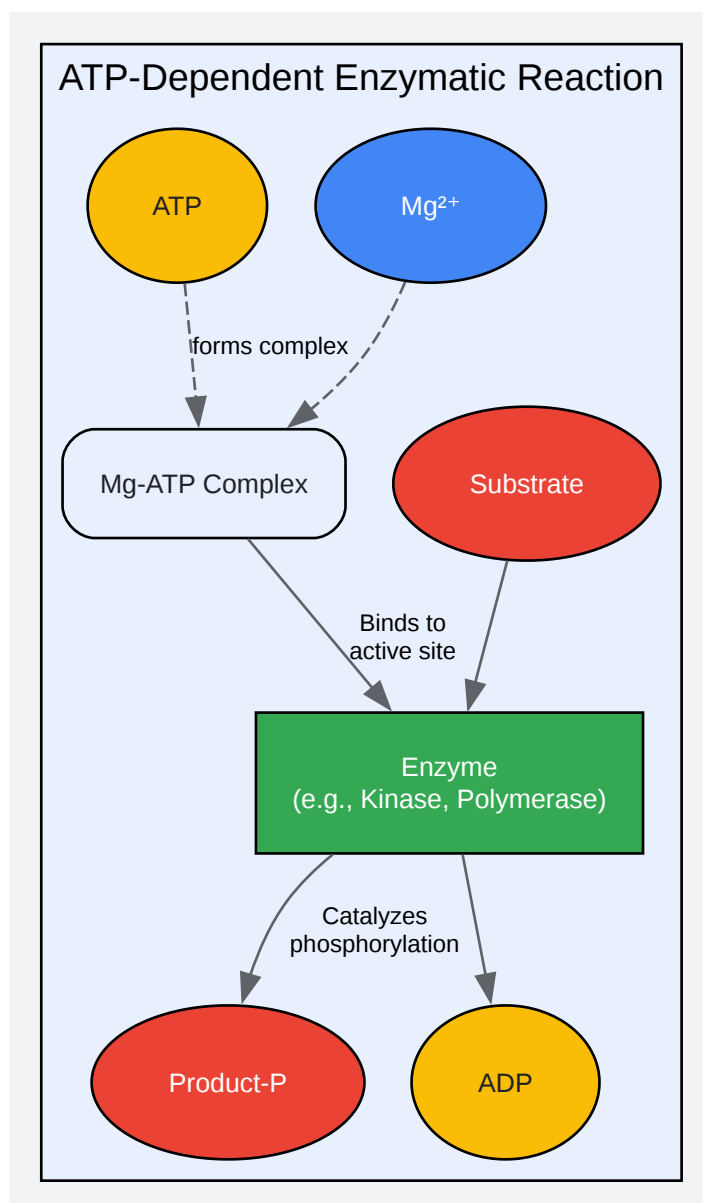 ATP-Dependent Enzymatic Reaction
ATP
Mg²⁺
forms complex
Mg-ATP Complex
Substrate
Binds to
active site
Enzyme
(e.g., Kinase, Polymerase)
Catalyzes
phosphorylation
Product-P
ADP